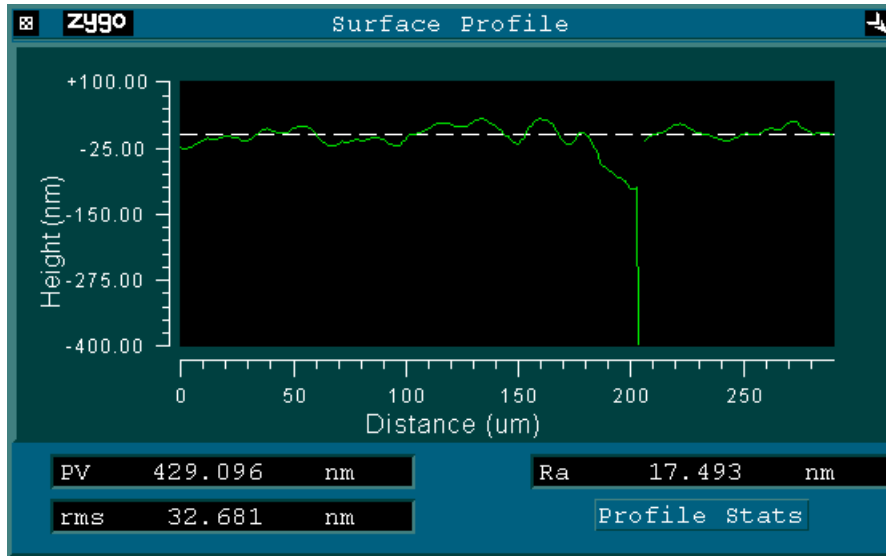 zygo Surface Profile
+100.00
-25.00
-150.00
-275.00
-400.00
Height (nm)
0 50 100 150 200 250
Distance (um)
PV 429.096 nm Ra 17.493 nm
rms 32.681 nm Profile Stats